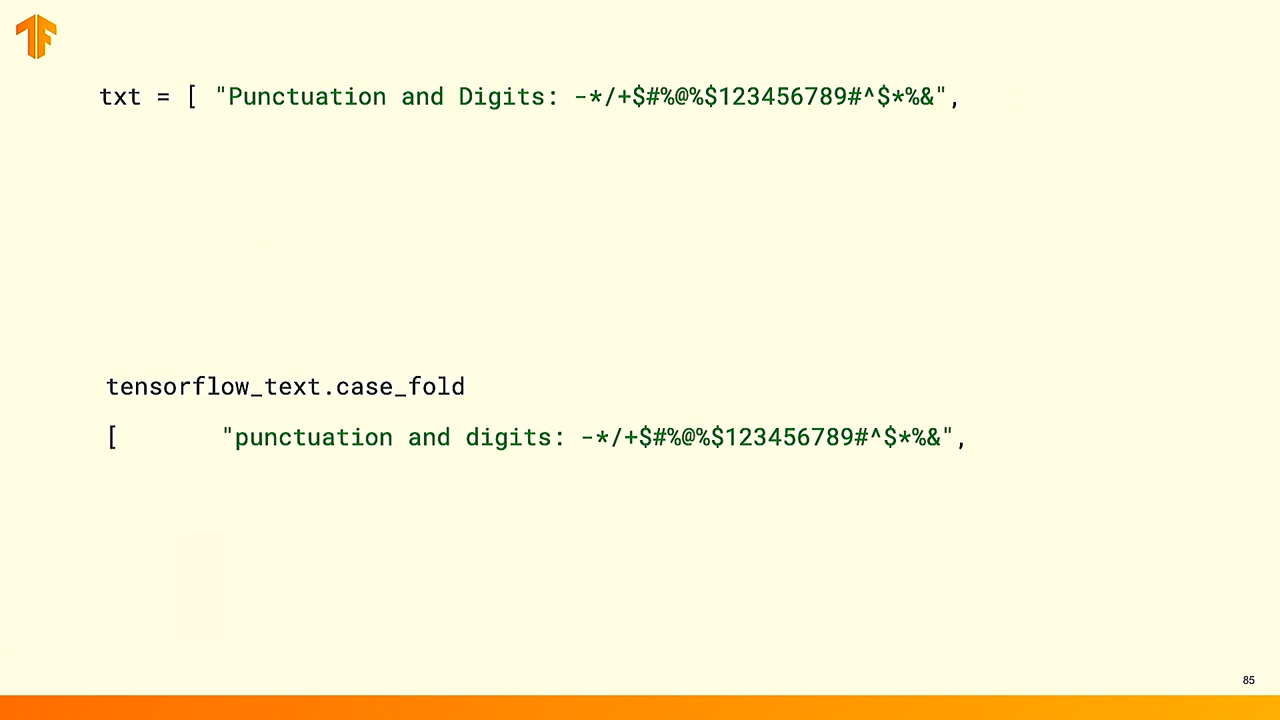 txt = [ "Punctuation and Digits: -*/+$#%@%$123456789#^$*%&",
tensorflow_text.case_fold
[ "punctuation and digits: -*/+$#%@%$123456789#^$*%&",
85